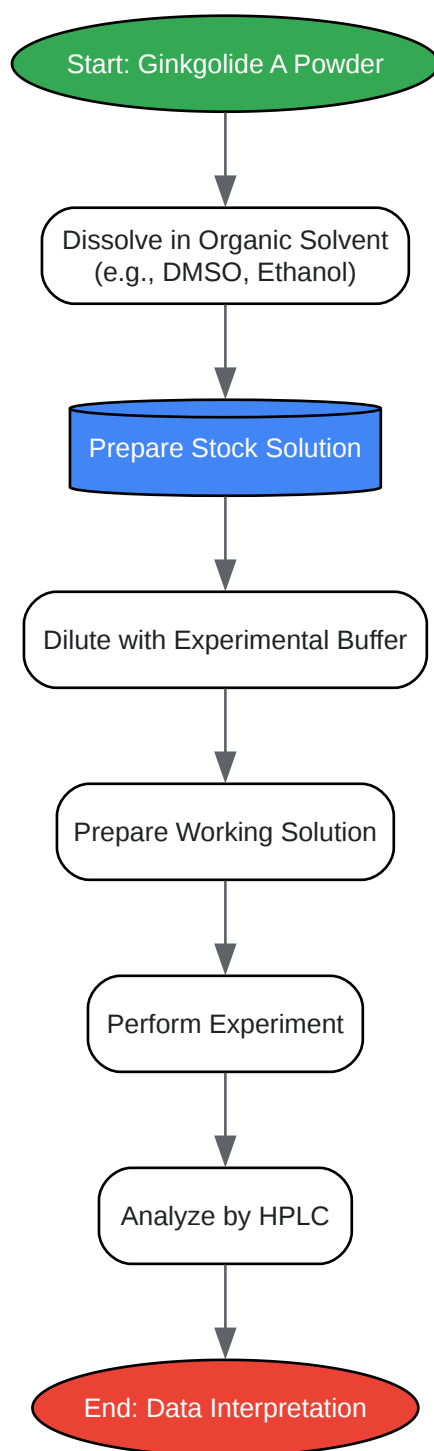 Start: Ginkgolide A Powder
Dissolve in Organic Solvent
(e.g., DMSO, Ethanol)
Prepare Stock Solution
Dilute with Experimental Buffer
Prepare Working Solution
Perform Experiment
Analyze by HPLC
End: Data Interpretation